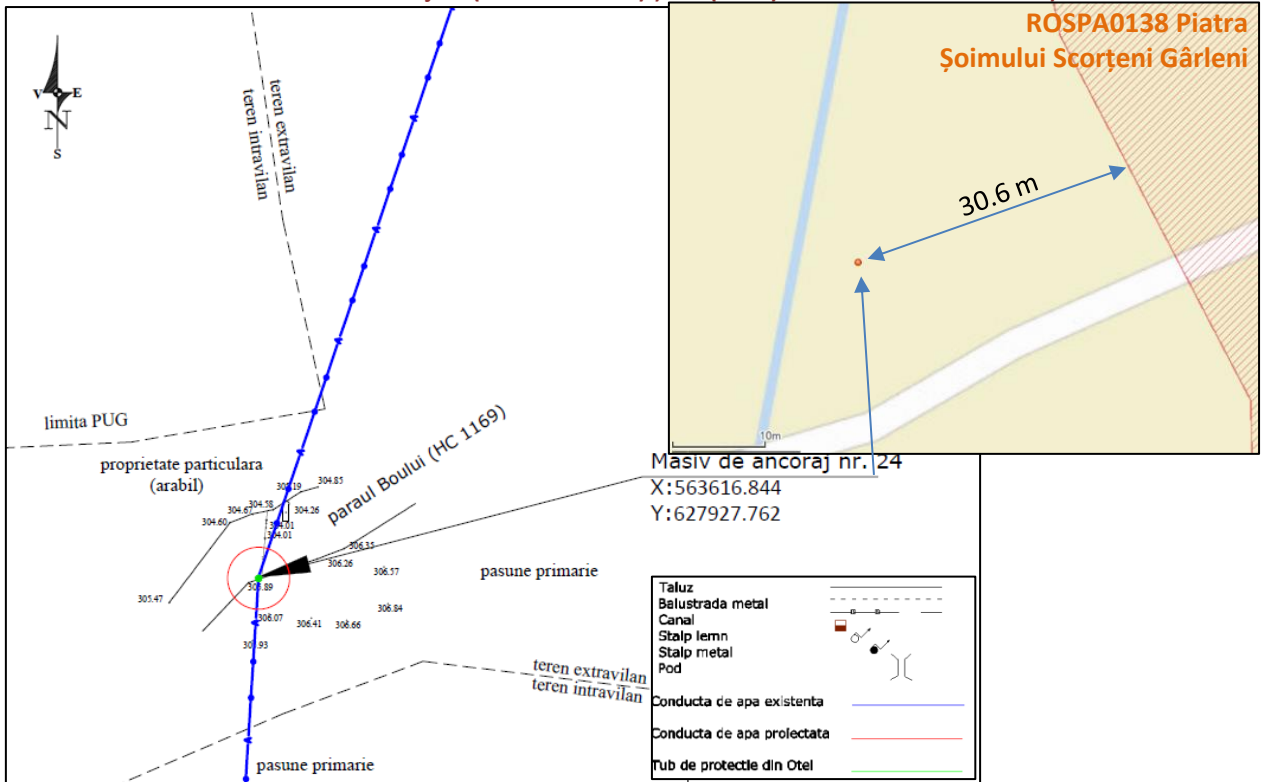 ROSPA0138 Piatra
Șoimului Scorțeni Gârleni
30.6 m
10m
V
E
N
S
teren extravilan
teren intravilan
limita PUG
proprietate particulara
(arabil)
paraul Boului (HC 1169)
304.85
304.58
304.67
304.26
304.60
304.01
304.01
306.35
306.26
306.57
305.47
306.84
306.07
306.41
306.66
pasune primarie
Masiv de ancoraj nr. 24
X:563616.844
Y:627927.762
teren extravilan
teren intravilan
pasune primarie
Taluz
Balustrada metal
Canal
Stalp lemn
Stalp metal
Pod
Conducta de apa existenta
Conducta de apa proiectata
Tub de protectie din Otel